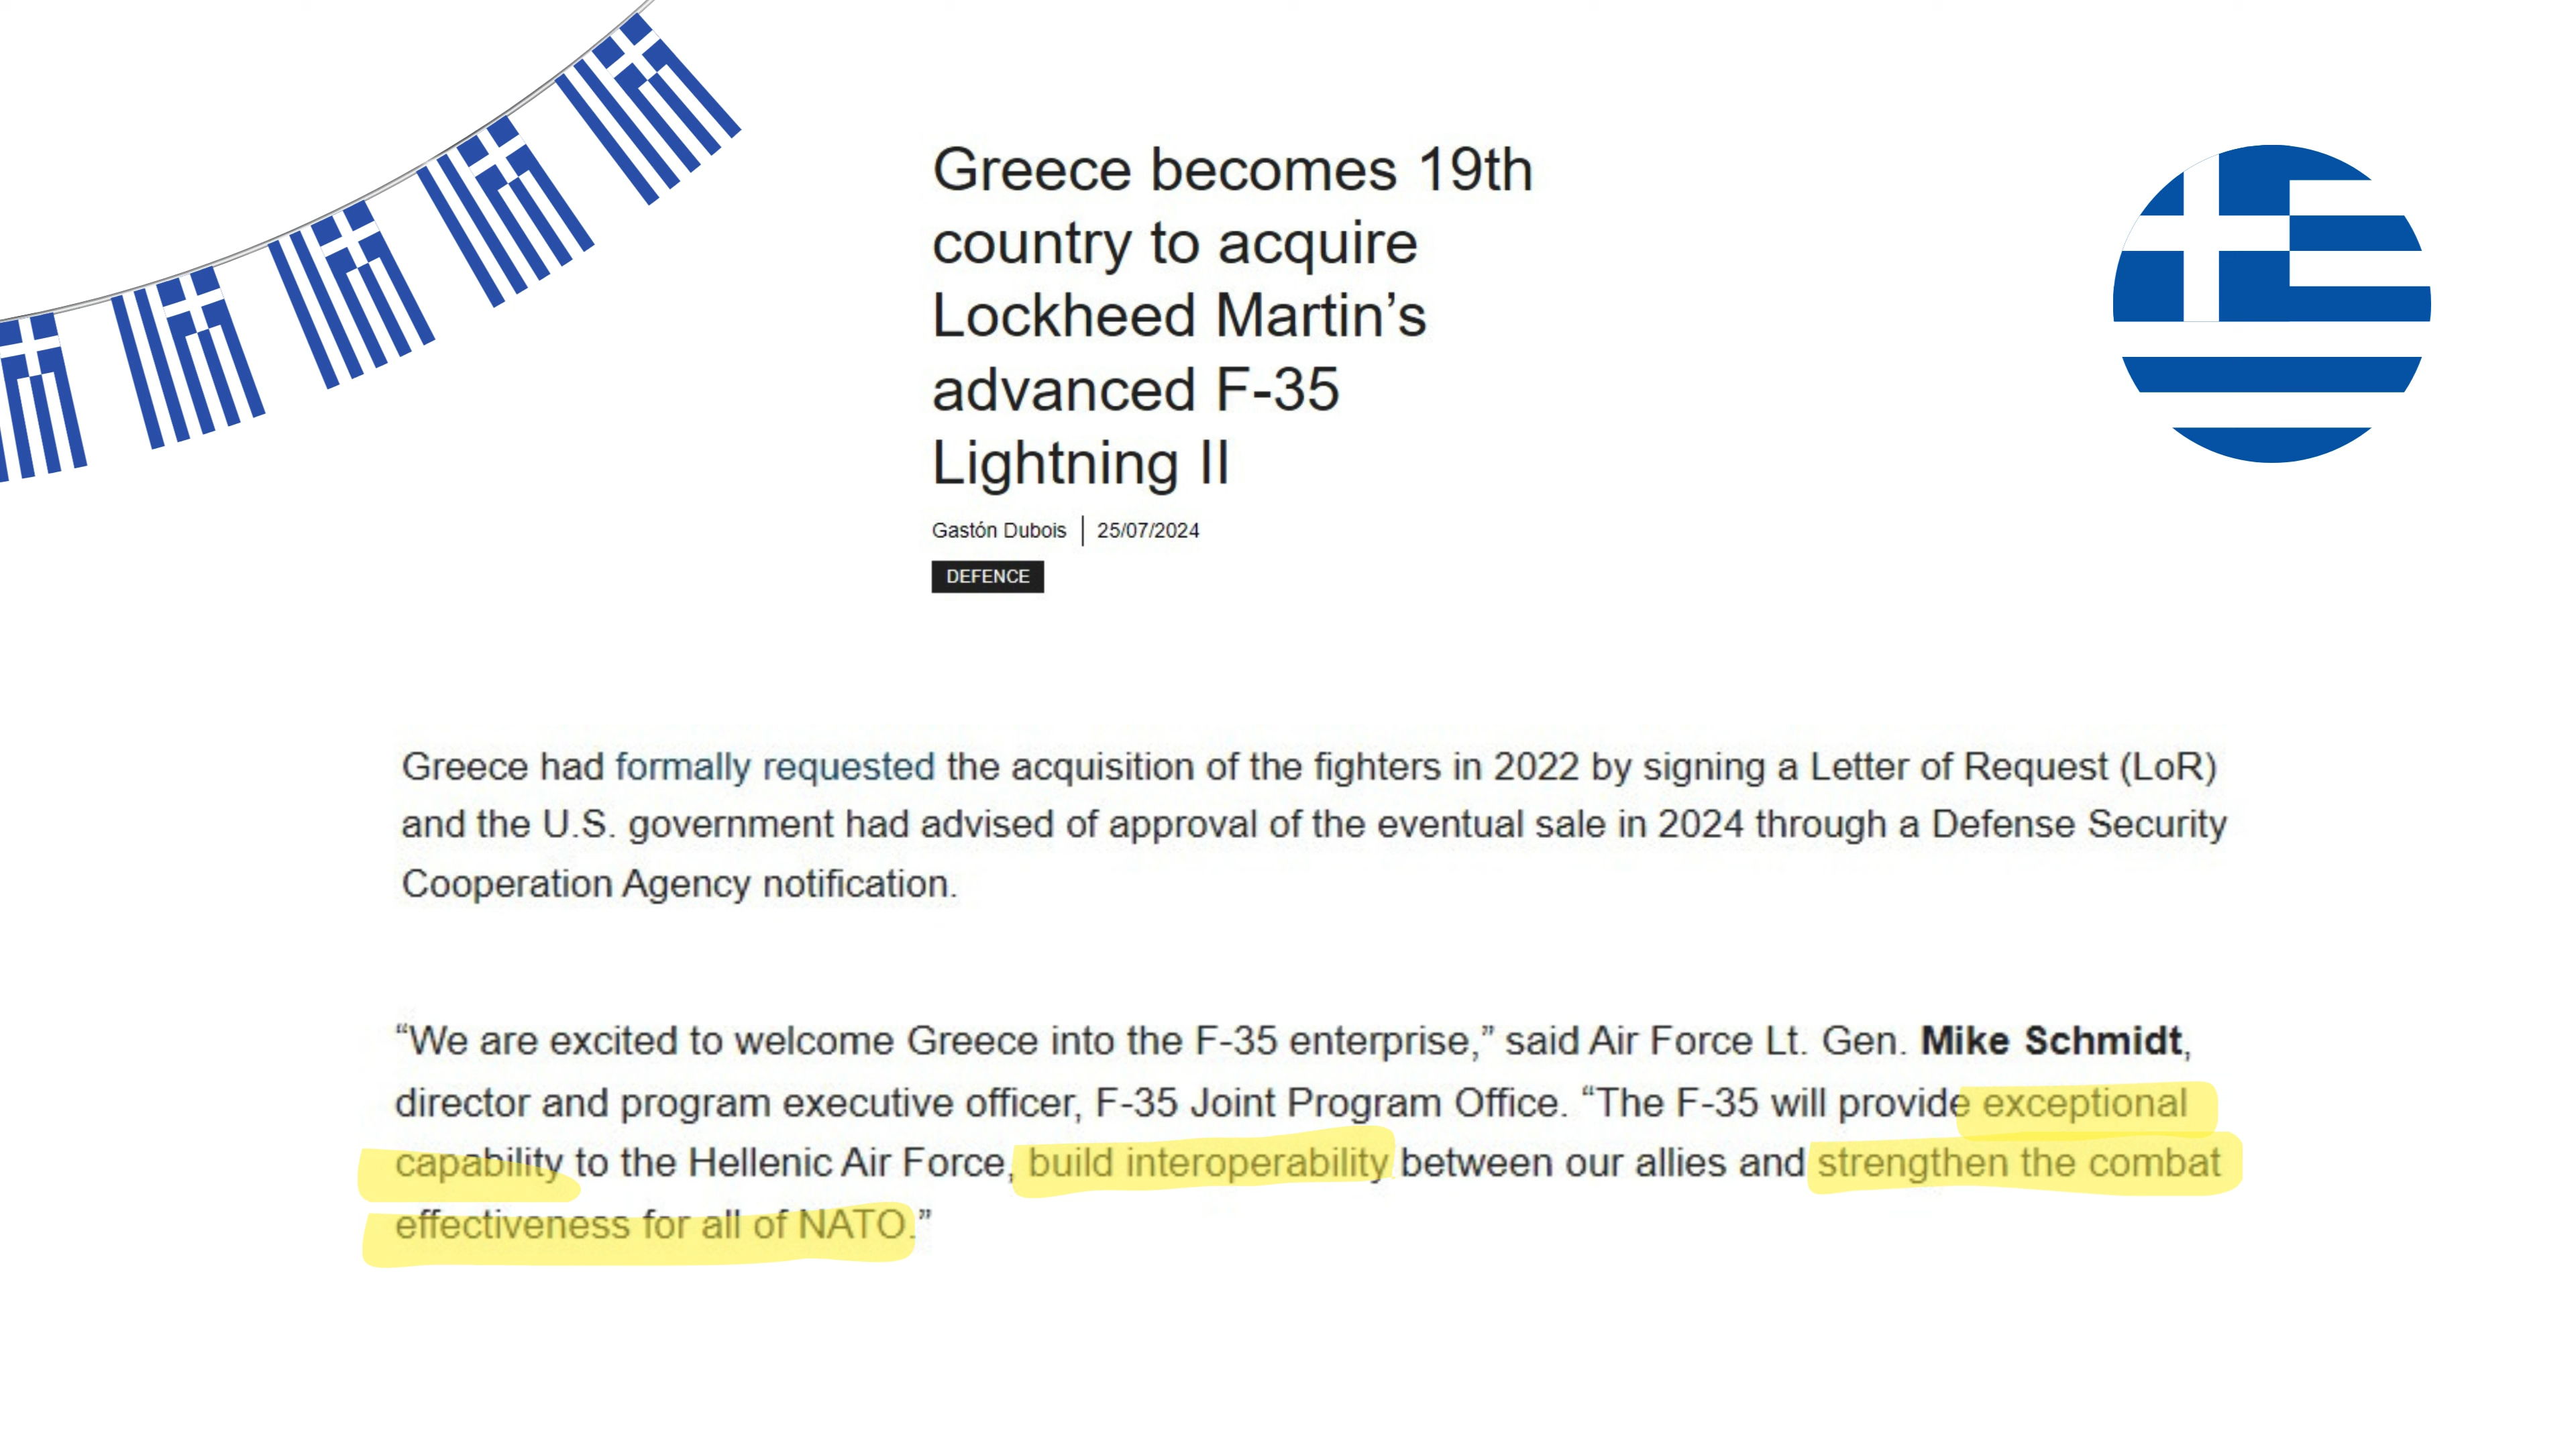 Greece becomes 19th
country to acquire
Lockheed Martin’s
advanced F-35
Lightning II
Gastón Dubois | 25/07/2024
DEFENCE
Greece had formally requested the acquisition of the fighters in 2022 by signing a Letter of Request (LoR)
and the U.S. government had advised of approval of the eventual sale in 2024 through a Defense Security
Cooperation Agency notification.
“We are excited to welcome Greece into the F-35 enterprise,” said Air Force Lt. Gen. Mike Schmidt,
director and program executive officer, F-35 Joint Program Office. “The F-35 will provide exceptional
capability to the Hellenic Air Force, build interoperability between our allies and strengthen the combat
effectiveness for all of NATO.”